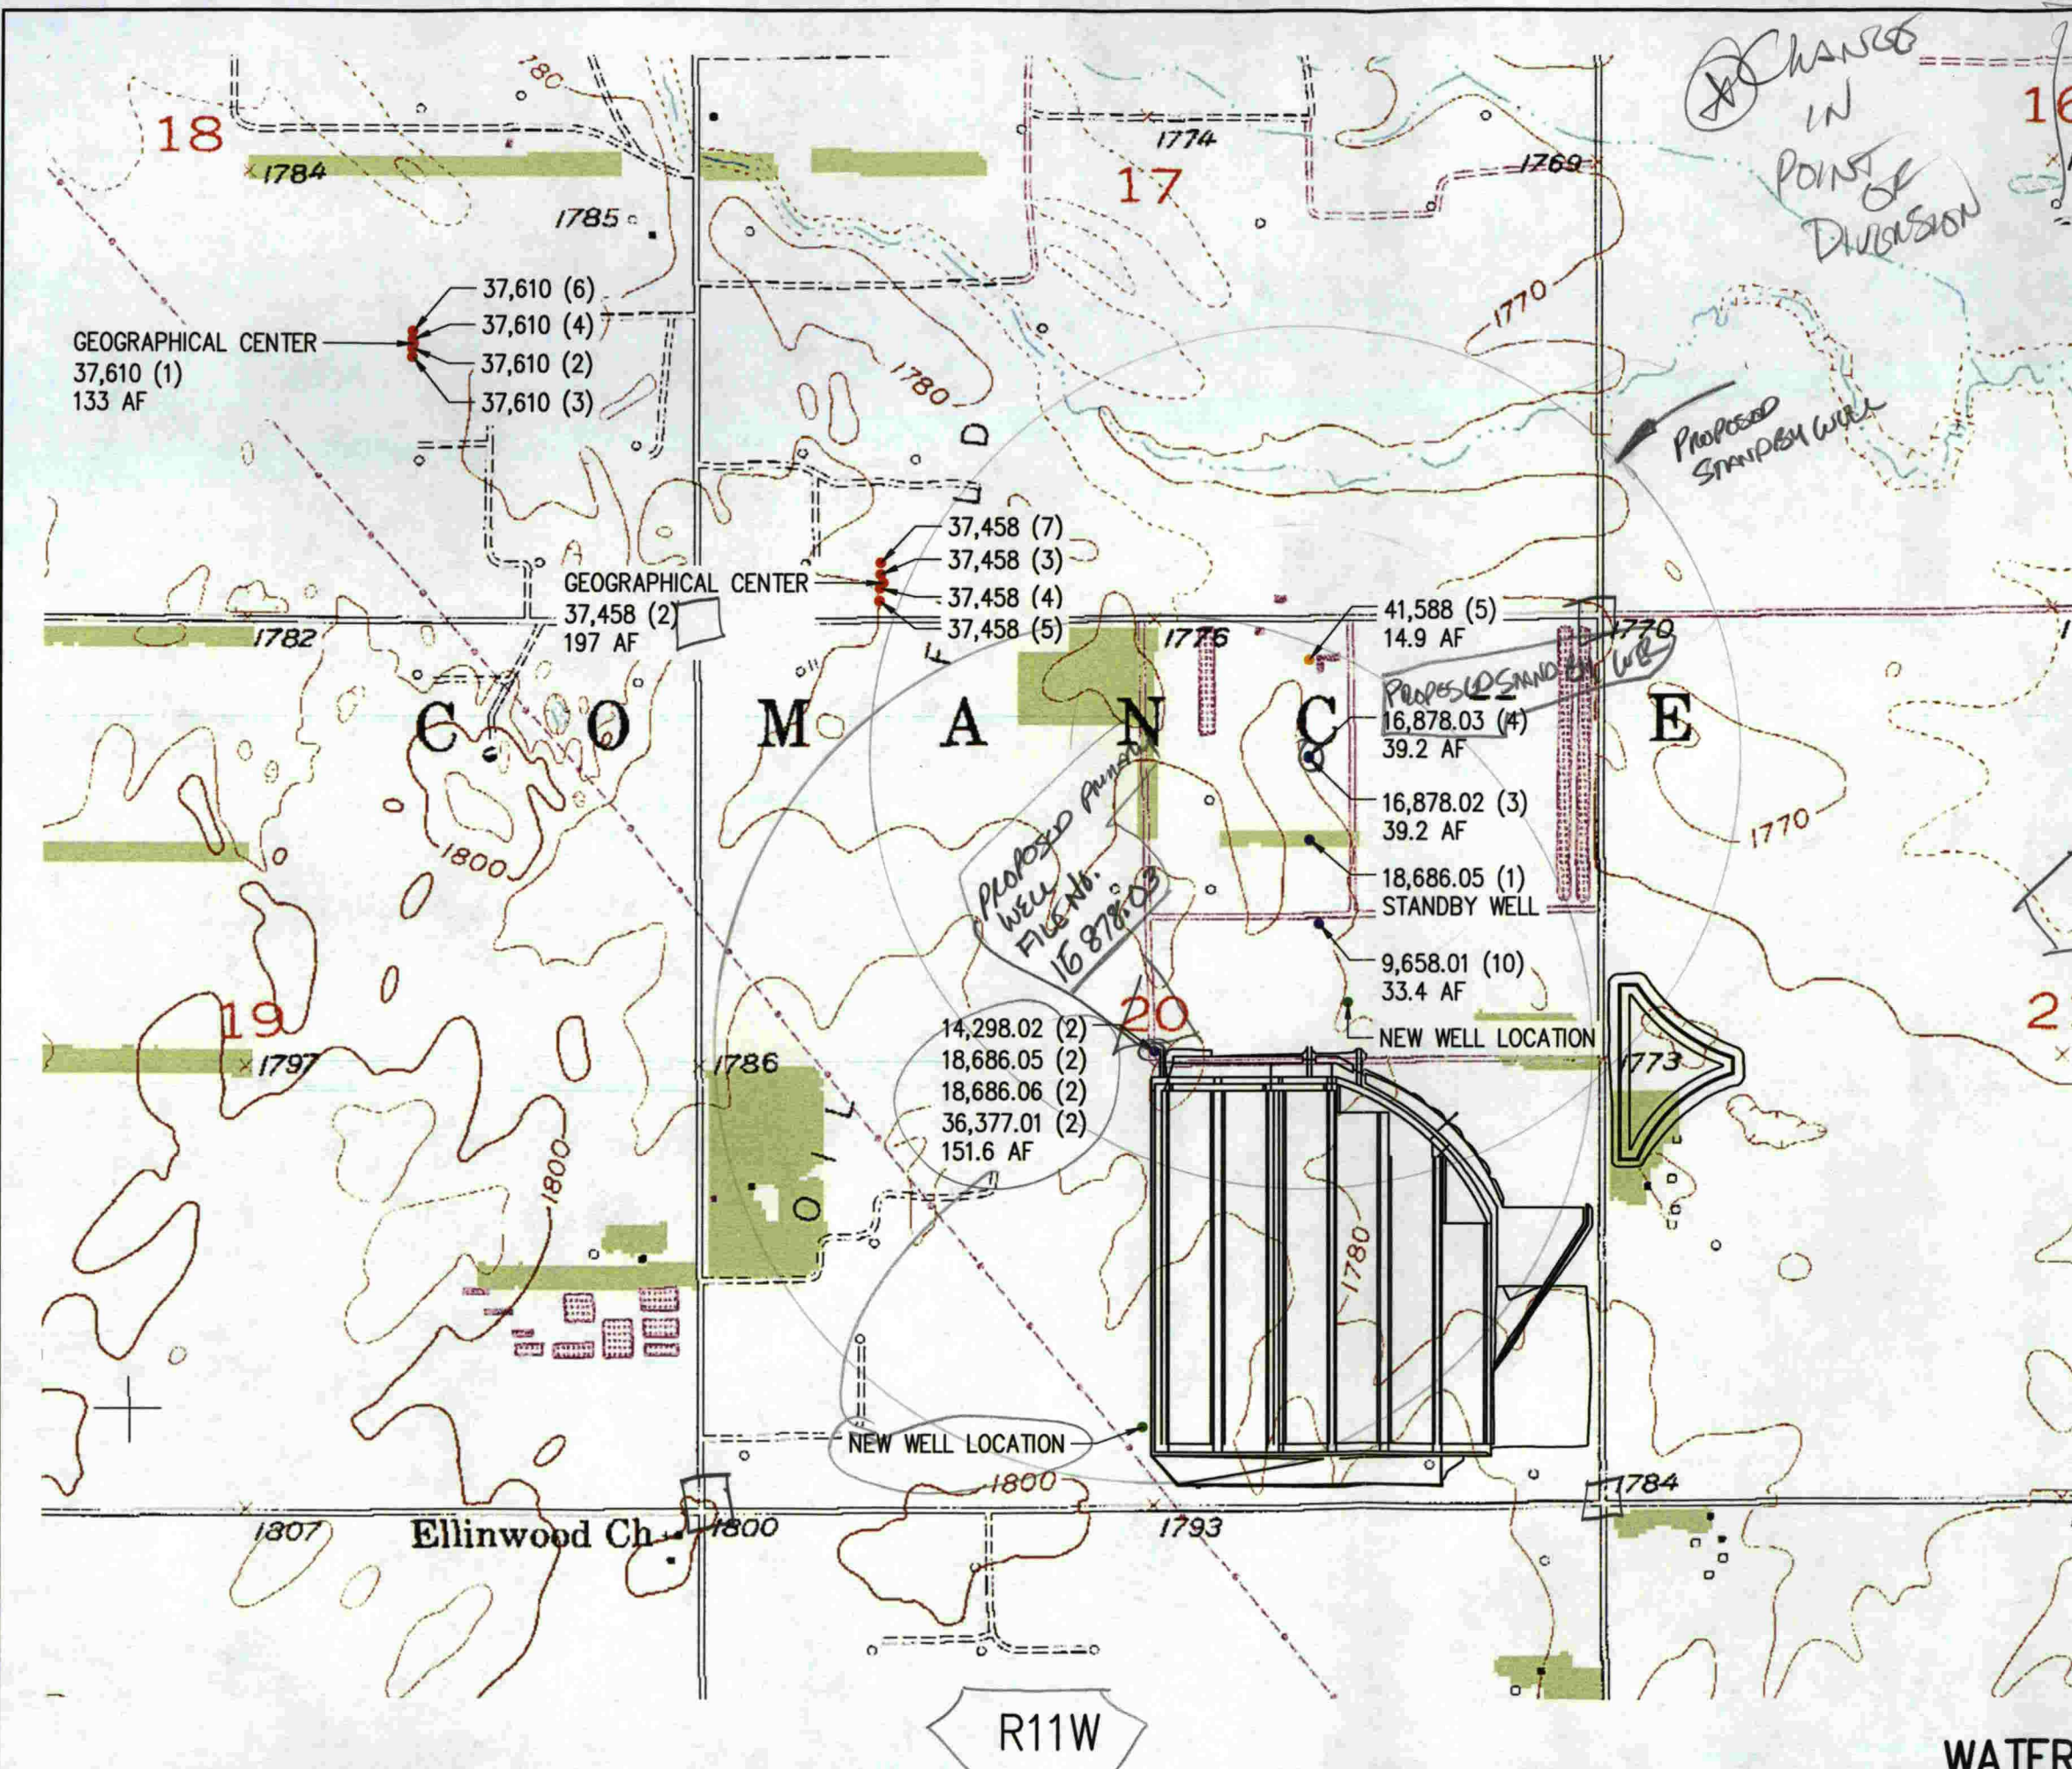 CHANGE
IN
POINT
OF
DIVERSION
18
1784
1785
780
1774
17
1769
16
1770
37,610 (6)
37,610 (4)
37,610 (2)
37,610 (3)
GEOGRAPHICAL CENTER
37,610 (1)
133 AF
1780
PROPOSED
STANDBY WELL
D
L
F
37,458 (7)
37,458 (3)
37,458 (4)
37,458 (5)
GEOGRAPHICAL CENTER
37,458 (2)
197 AF
1782
1776
41,588 (5)
14.9 AF
1770
PROPOSED STAND BY WELL
16,878.03 (4)
39.2 AF
C O M A N C H E
16,878.02 (3)
39.2 AF
1770
1800
18,686.05 (1)
STANDBY WELL
PROPOSED PRIMARY
WELL
FILE NO.
16 878.03
9,658.01 (10)
33.4 AF
NEW WELL LOCATION
19
20
2
1797
1786
1773
14,298.02 (2)
18,686.05 (2)
18,686.06 (2)
36,377.01 (2)
151.6 AF
L
I
O
1800
1780
NEW WELL LOCATION
1800
1784
1807
Ellinwood Ch
1800
1793
R11W
WATER